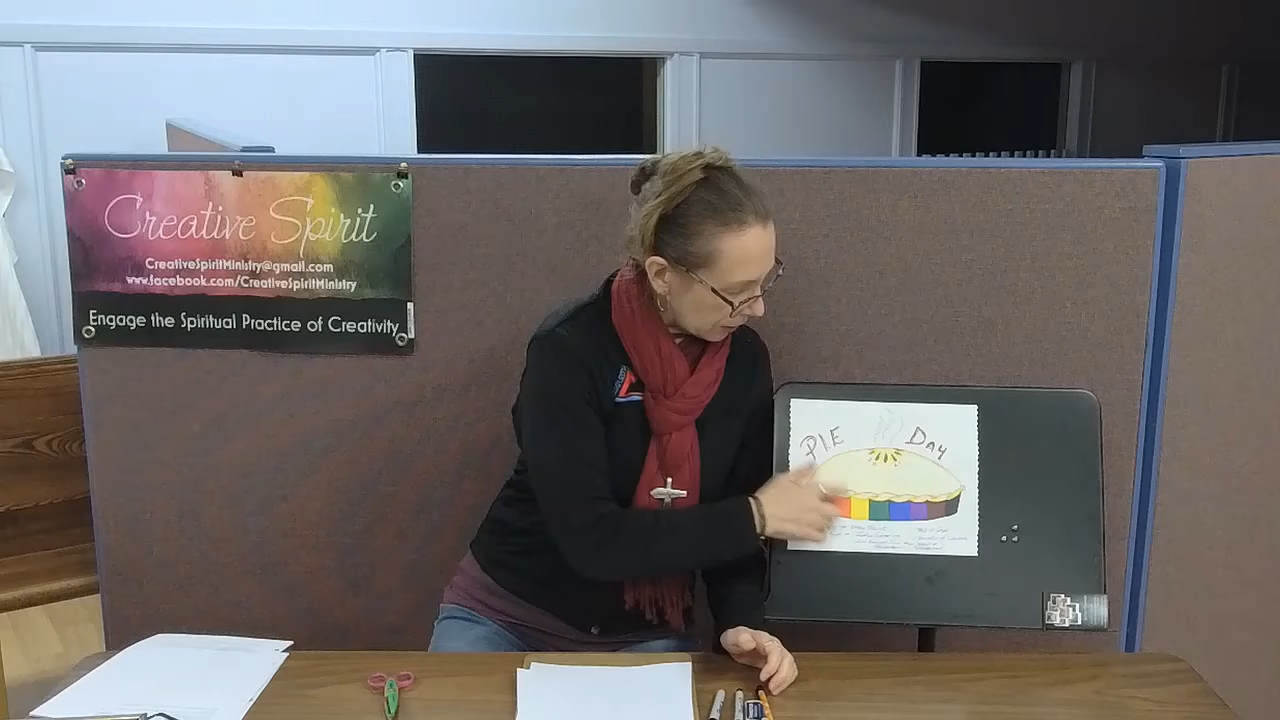 Creative Spirit
CreativeSpiritMinistry@gmail.com
www.facebook.com/CreativeSpiritMinistry
Engage the Spiritual Practice of Creativity
PIE DAY